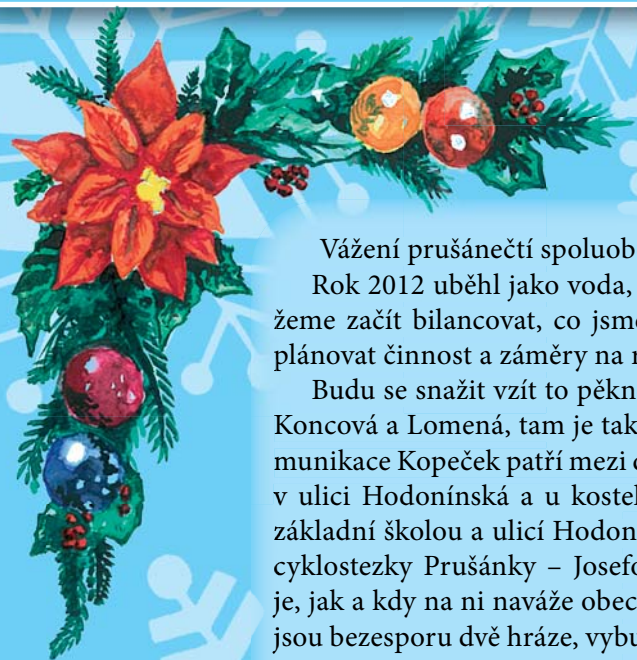 Vážení prušánečtí spoluob
Rok 2012 uběhl jako voda,
žeme začít bilancovat, co jsme
plánovat činnost a záměry na r
Budu se snažit vzít to pěkn
Koncová a Lomená, tam je tak
munikace Kopeček patří mezi d
v ulici Hodonínská a u kostel
základní školou a ulicí Hodon
cyklostezky Prušánky – Josefo
je, jak a kdy na ni naváže obec
jsou bezesporu dvě hráze, vybu